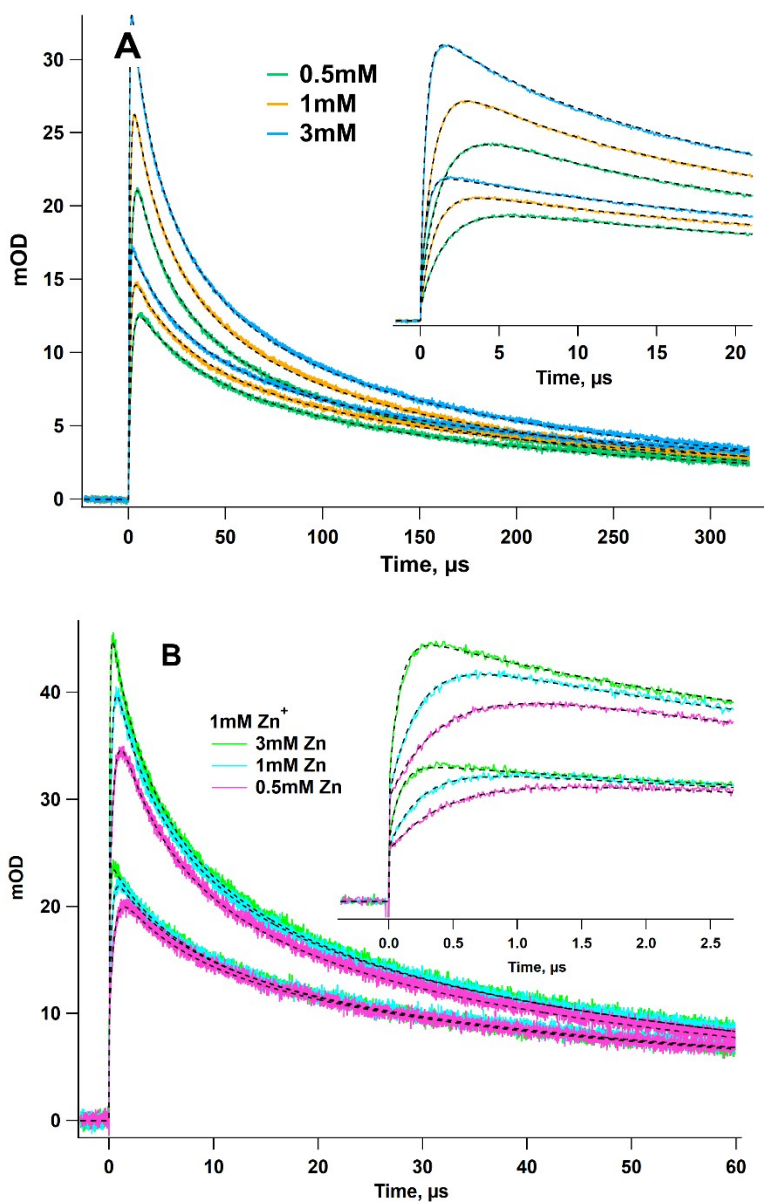 A
30
25
20
15
10
5
0
mOD
0.5mM
1mM
3mM
0 5 10 15 20
Time, µs
0 50 100 150 200 250 300
Time, µs
B
40
30
20
10
0
mOD
1mM Zn⁺
3mM Zn
1mM Zn
0.5mM Zn
0.0 0.5 1.0 1.5 2.0 2.5
Time, µs
0 10 20 30 40 50 60
Time, µs